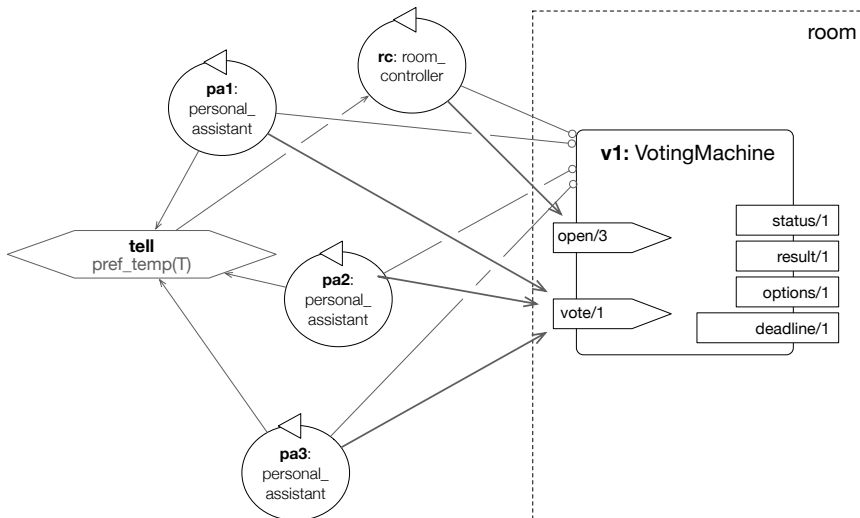 room
rc: room_
controller
pa1:
personal_
assistant
v1: VotingMachine
status/1
open/3
result/1
tell
pref_temp(T)
pa2:
personal_
assistant
options/1
vote/1
deadline/1
pa3:
personal_
assistant